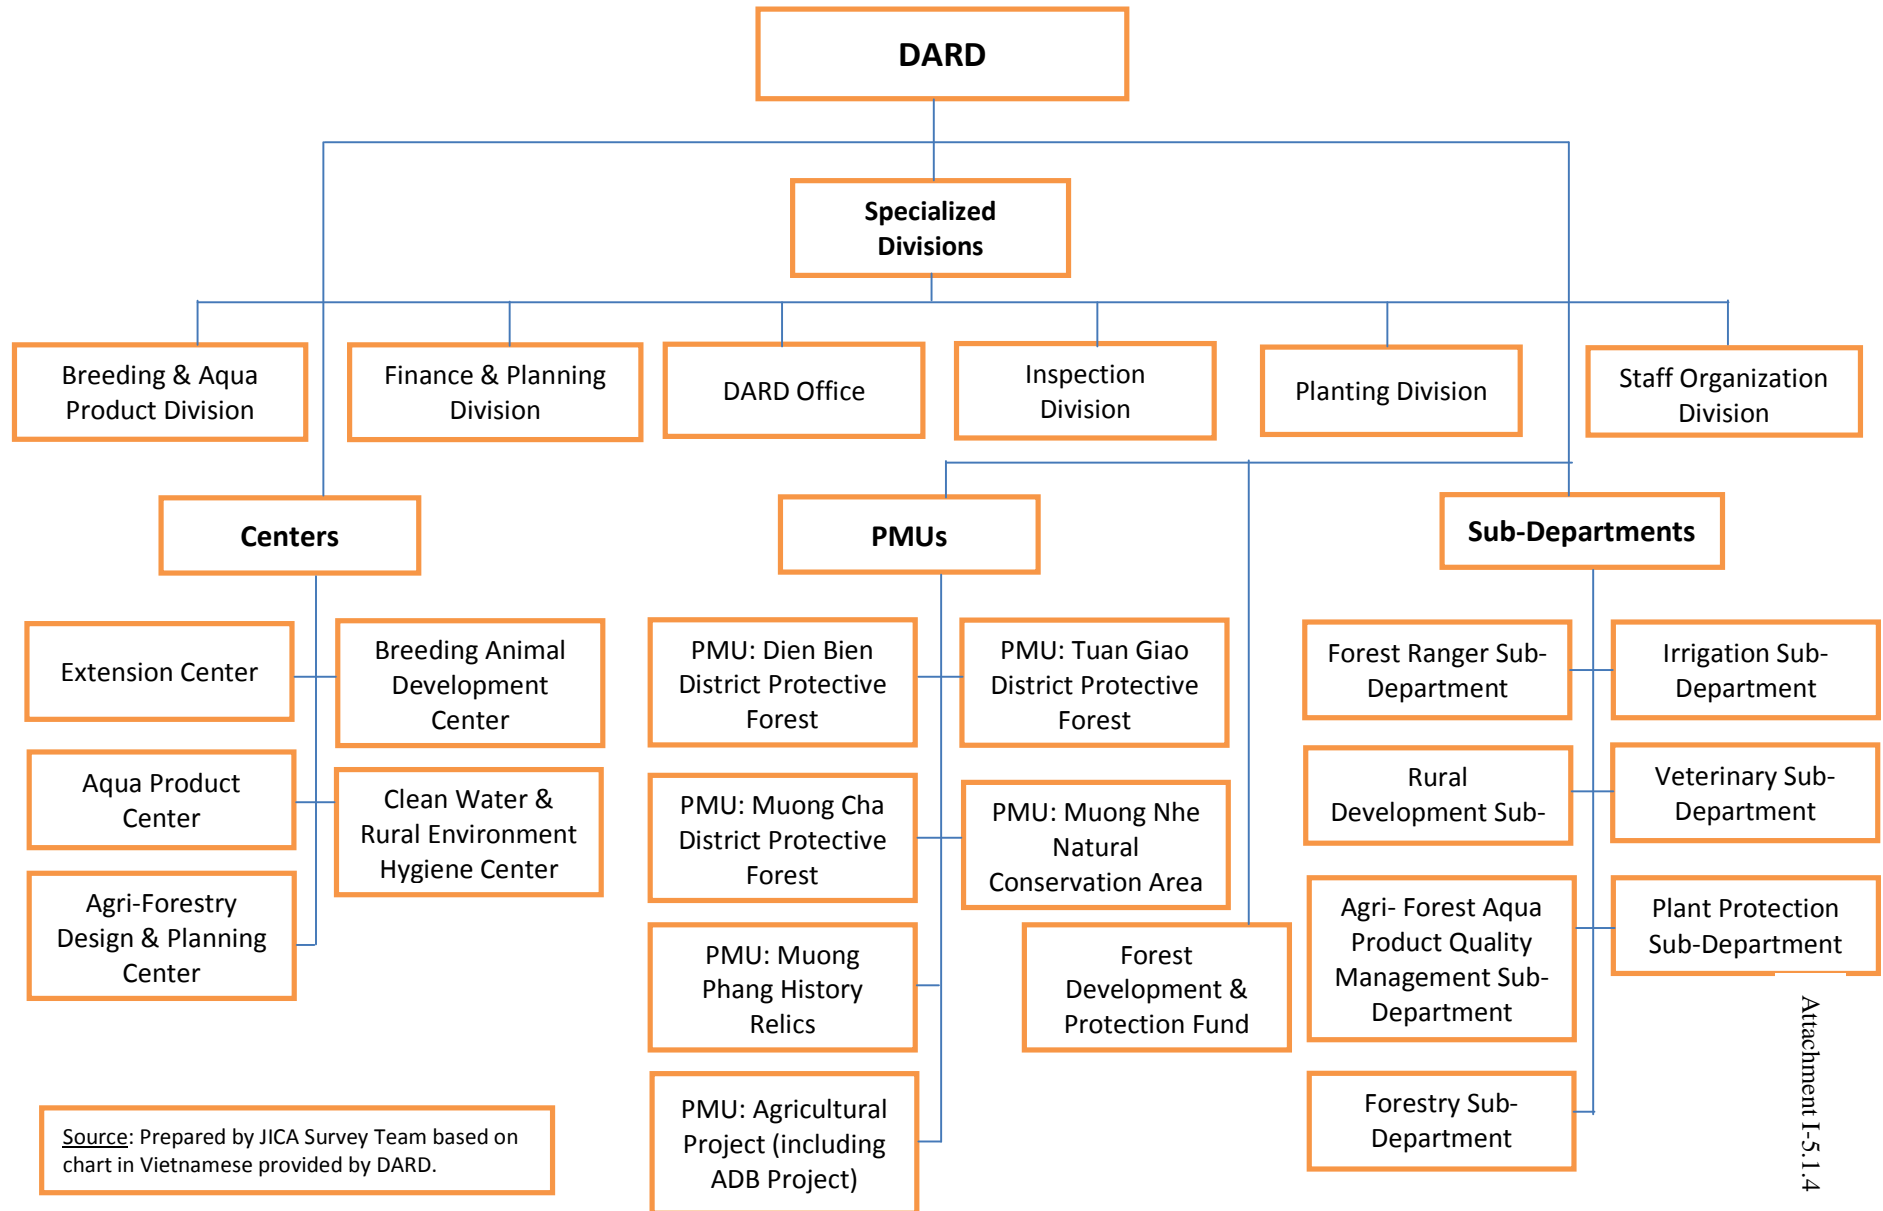 DARD
Specialized
Divisions
Breeding & Aqua
Product Division
Finance & Planning
Division
DARD Office
Inspection
Division
Planting Division
Staff Organization
Division
Centers
PMUs
Sub-Departments
Extension Center
Breeding Animal
Development
Center
Aqua Product
Center
Clean Water &
Rural Environment
Hygiene Center
Agri-Forestry
Design & Planning
Center
PMU: Dien Bien
District Protective
Forest
PMU: Tuan Giao
District Protective
Forest
PMU: Muong Cha
District Protective
Forest
PMU: Muong Nhe
Natural
Conservation Area
PMU: Muong
Phang History
Relics
Forest
Development &
Protection Fund
PMU: Agricultural
Project (including
ADB Project)
Forest Ranger Sub-
Department
Irrigation Sub-
Department
Rural
Development Sub-
Veterinary Sub-
Department
Agri- Forest Aqua
Product Quality
Management Sub-
Department
Plant Protection
Sub-Department
Forestry Sub-
Department
Source: Prepared by JICA Survey Team based on
chart in Vietnamese provided by DARD.
Attachment I-5.1.4